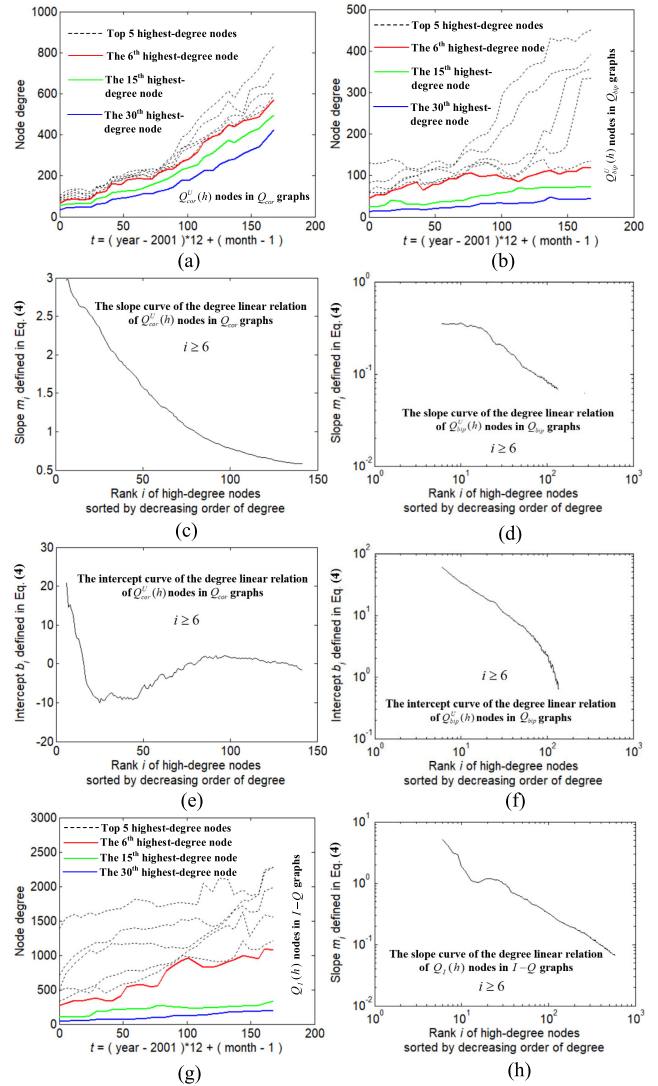 (a)
Node degree
1000
800
600
400
200
0
0 50 100 150 200
Top 5 highest-degree nodes
The 6th highest-degree node
The 15th highest-
degree node
The 30th highest-
degree node
Q^U_cor(h) nodes in Q_cor graphs
t = ( year - 2001 )*12 + ( month - 1 )
(b)
Node degree
500
400
300
200
100
0
0 50 100 150 200
Top 5 highest-degree nodes
The 6th highest-degree node
The 15th highest-
degree node
The 30th highest-
degree node
Q^U_bip(h) nodes in Q_bip graphs
t = ( year - 2001 )*12 + ( month - 1 )
(c)
Slope m_i defined in Eq. (4)
3
2.5
2
1.5
1
0.5
0 50 100 150
The slope curve of the degree linear relation
of Q^U_cor(h) nodes in Q_cor graphs
i ≥ 6
Rank i of high-degree nodes
sorted by decreasing order of degree
(d)
Slope m_i defined in Eq. (4)
10^0
10^-1
10^-2
10^0 10^1 10^2 10^3
The slope curve of the degree linear relation
of Q^U_bip(h) nodes in Q_bip graphs
i ≥ 6
Rank i of high-degree nodes
sorted by decreasing order of degree
(e)
Intercept b_i defined in Eq. (4)
30
20
10
0
-10
-20
0 50 100 150
The intercept curve of the degree linear relation
of Q^U_cor(h) nodes in Q_cor graphs
i ≥ 6
Rank i of high-degree nodes
sorted by decreasing order of degree
(f)
Intercept b_i defined in Eq. (4)
10^2
10^1
10^0
10^-1
10^0 10^1 10^2 10^3
i ≥ 6
The intercept curve of the degree linear relation
of Q^U_bip(h) nodes in Q_bip graphs
Rank i of high-degree nodes
sorted by decreasing order of degree
(g)
Node degree
3000
2500
2000
1500
1000
500
0
0 50 100 150 200
Top 5 highest-degree nodes
The 6th highest-degree node
The 15th highest-degree node
The 30th highest-degree node
Q_I(h) nodes in I-Q graphs
t = ( year - 2001 )*12 + ( month - 1 )
(h)
Slope m_i defined in Eq. (4)
10^1
10^0
10^-1
10^-2
10^0 10^1 10^2 10^3
The slope curve of the degree linear relation
of Q_I(h) nodes in I-Q graphs
i ≥ 6
Rank i of high-degree nodes
sorted by decreasing order of degree